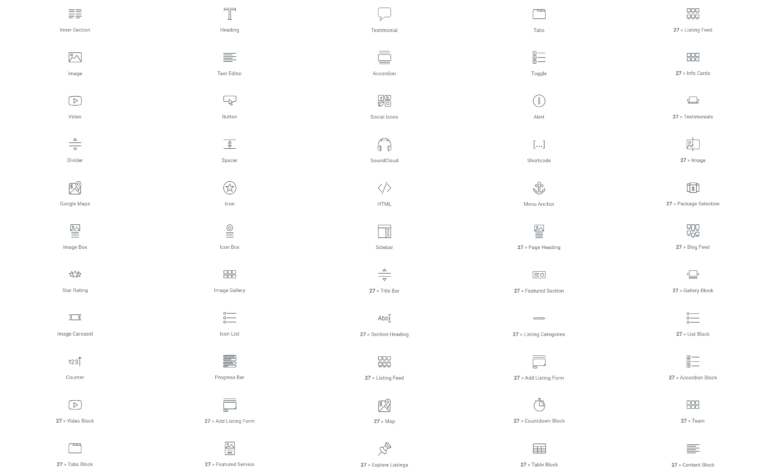 Inner Section
Heading
Testimonial
Tabs
27 > Listing Feed
Image
Text Editor
Accordion
Toggle
27 > Info Cards
Video
Button
Social Icons
Alert
27 > Testimonials
Divider
Spacer
SoundCloud
[...]
Shortcode
27 > Image
Google Maps
Icon
HTML
Menu Anchor
27 > Package Selection
Image Box
Icon Box
Sidebar
27 > Page Heading
27 > Blog Feed
Star Rating
Image Gallery
27 > Title Bar
27 > Featured Section
27 > Gallery Block
Image Carousel
Icon List
Abc
27 > Section Heading
27 > Listing Categories
27 > List Block
123
Counter
Progress Bar
27 > Listing Feed
27 > Add Listing Form
27 > Accordion Block
27 > Video Block
27 > Add Listing Form
27 > Map
27 > Countdown Block
27 > Team
27 > Tabs Block
27 > Featured Service
27 > Explore Listings
27 > Table Block
27 > Content Block